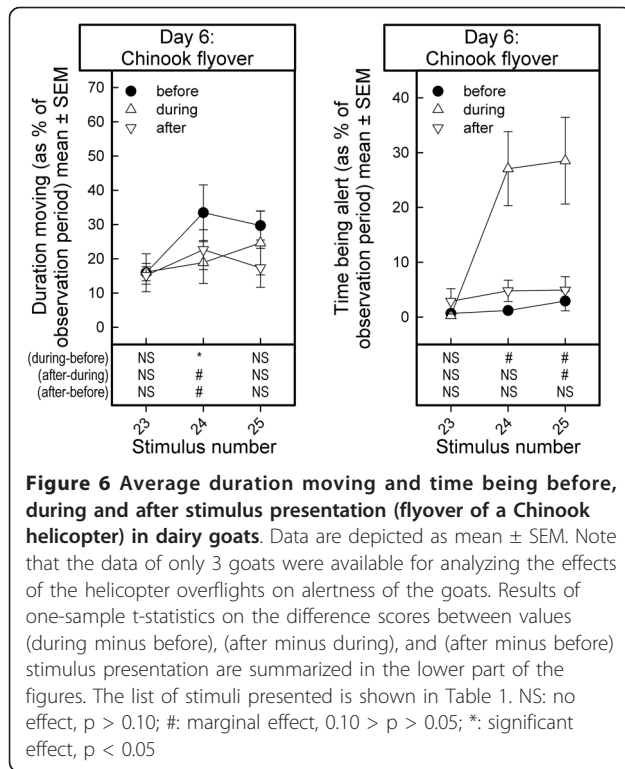 Day 6:
Chinook flyover
Duration moving (as % of
observation period) mean ± SEM
70
60
50
40
30
20
10
0
before
during
after
(during-before) NS * NS
(after-during) NS # NS
(after-before) NS # NS
23 24 25
Stimulus number
Day 6:
Chinook flyover
Time being alert (as % of
observation period) mean ± SEM
40
30
20
10
0
before
during
after
NS # #
NS NS #
NS NS NS
23 24 25
Stimulus number
Figure 6 Average duration moving and time being before,
during and after stimulus presentation (flyover of a Chinook
helicopter) in dairy goats. Data are depicted as mean ± SEM. Note
that the data of only 3 goats were available for analyzing the effects
of the helicopter overflights on alertness of the goats. Results of
one-sample t-statistics on the difference scores between values
(during minus before), (after minus during), and (after minus before)
stimulus presentation are summarized in the lower part of the
figures. The list of stimuli presented is shown in Table 1. NS: no
effect, p > 0.10; #: marginal effect, 0.10 > p > 0.05; *: significant
effect, p < 0.05